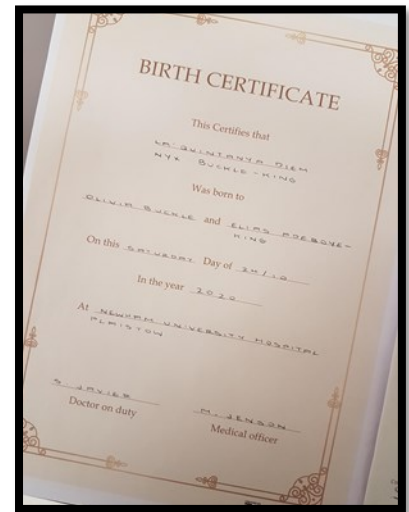 BIRTH CERTIFICATE
This Certifies that
LA'QUINTANYA DIEM
NYX BUCKLE-KING
Was born to
OLIVIA BUCKLE and ELIAS ADEBOYE-
KING
On this SATURDAY Day of 24/10
In the year 2020
At NEWHAM UNIVERSITY HOSPITAL
PLAISTOW
S JAVIER
Doctor on duty
M. JENSON
Medical officer